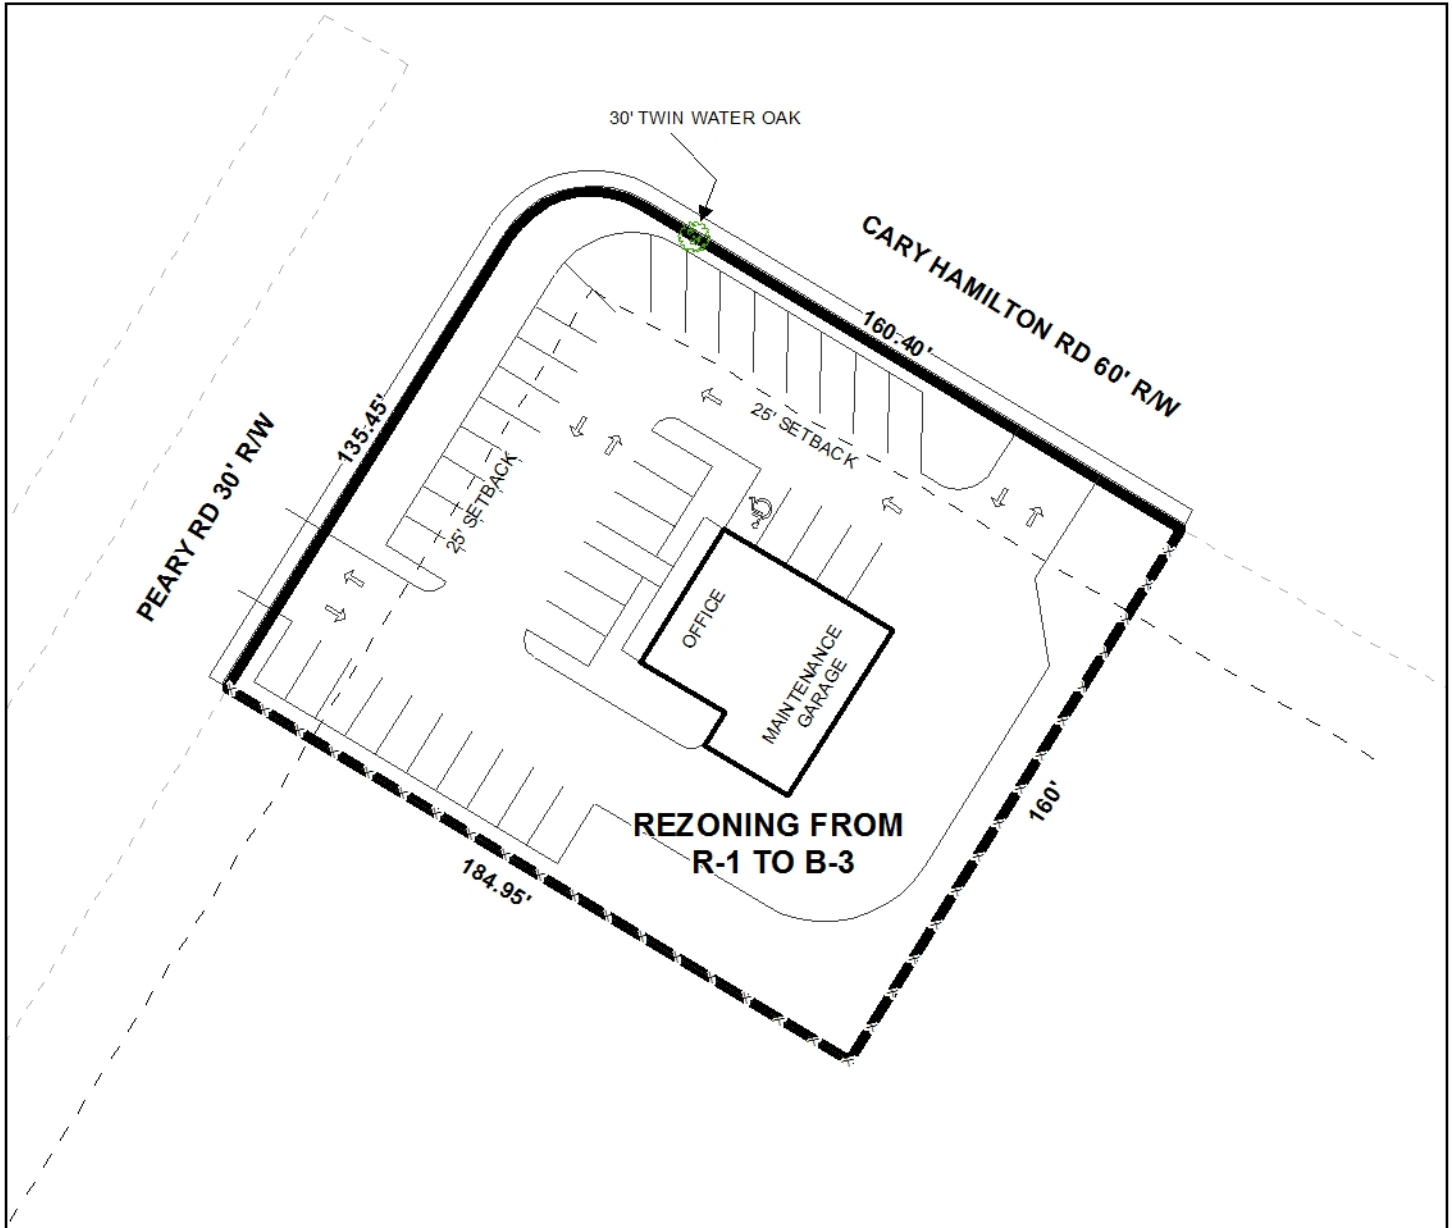 30' TWIN WATER OAK
CARY HAMILTON RD 60' R/W
160.40'
135.45'
PEARY RD 30' R/W
25' SETBACK
25' SETBACK
OFFICE
MAINTENANCE
GARAGE
160'
REZONING FROM
R-1 TO B-3
184.95'